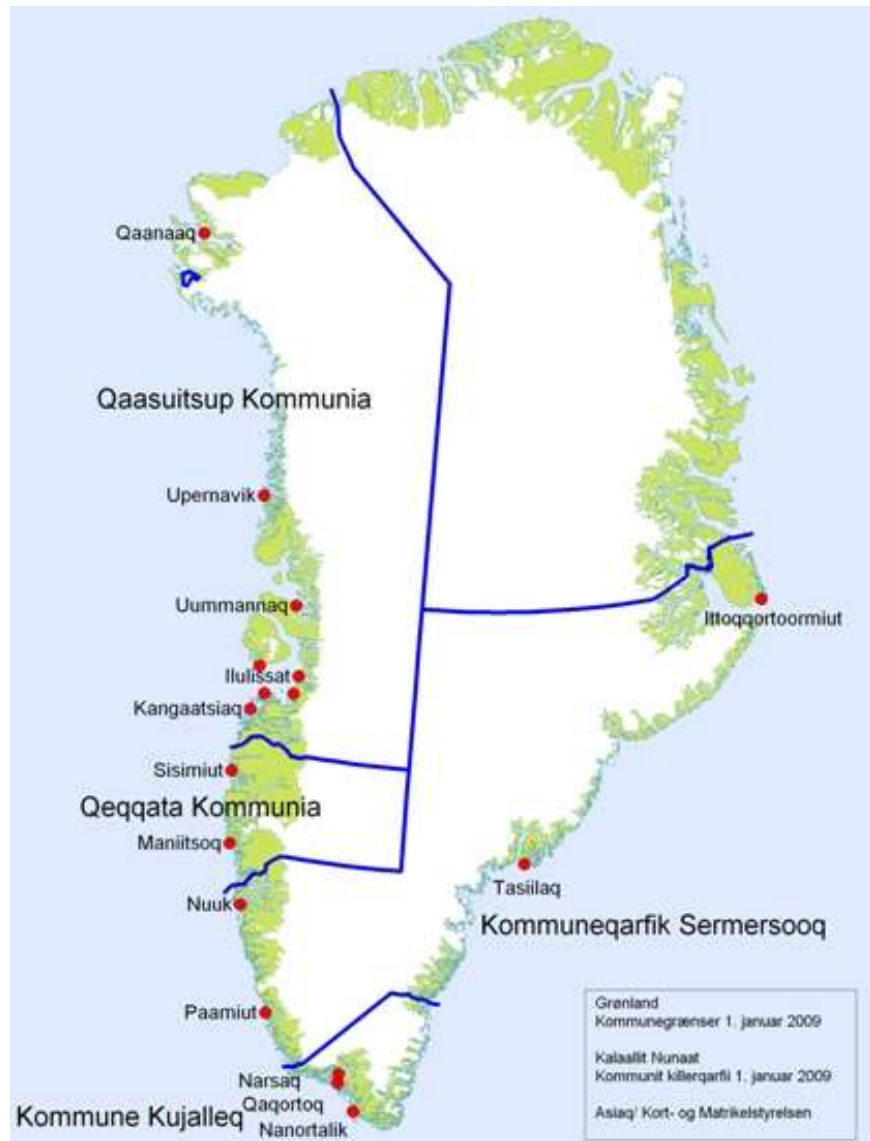 Qaanaaq
Qaasuitsup Kommunia
Upernavik
Uummannaq
Ittoqqortoormiut
Ilulissat
Kangaatsiaq
Sisimiut
Qeqqata Kommunia
Maniitsoq
Tasiilaq
Nuuk
Kommuneqarfik Sermersooq
Paamiut
Grønland
Kommunegrænser 1. januar 2009
Kalaallit Nunaat
Kommunit killerqarfii 1. januar 2009
Asiaq/ Kort- og Matrikelstyrelsen
Narsaq
Qaqortoq
Kommune Kujalleq
Nanortalik